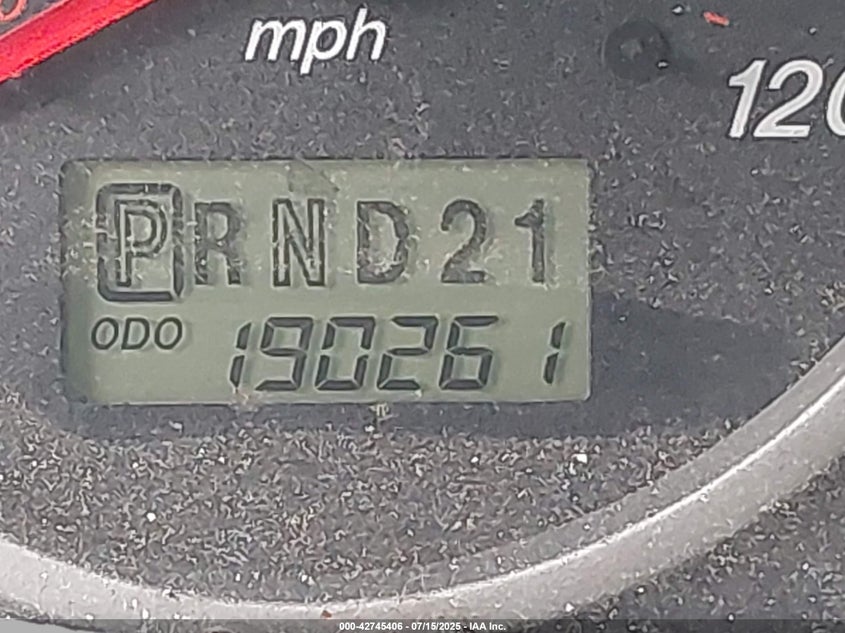 mph
120
PRND21
ODO 190261
000-42745406 - 07/15/2025 - IAA Inc.